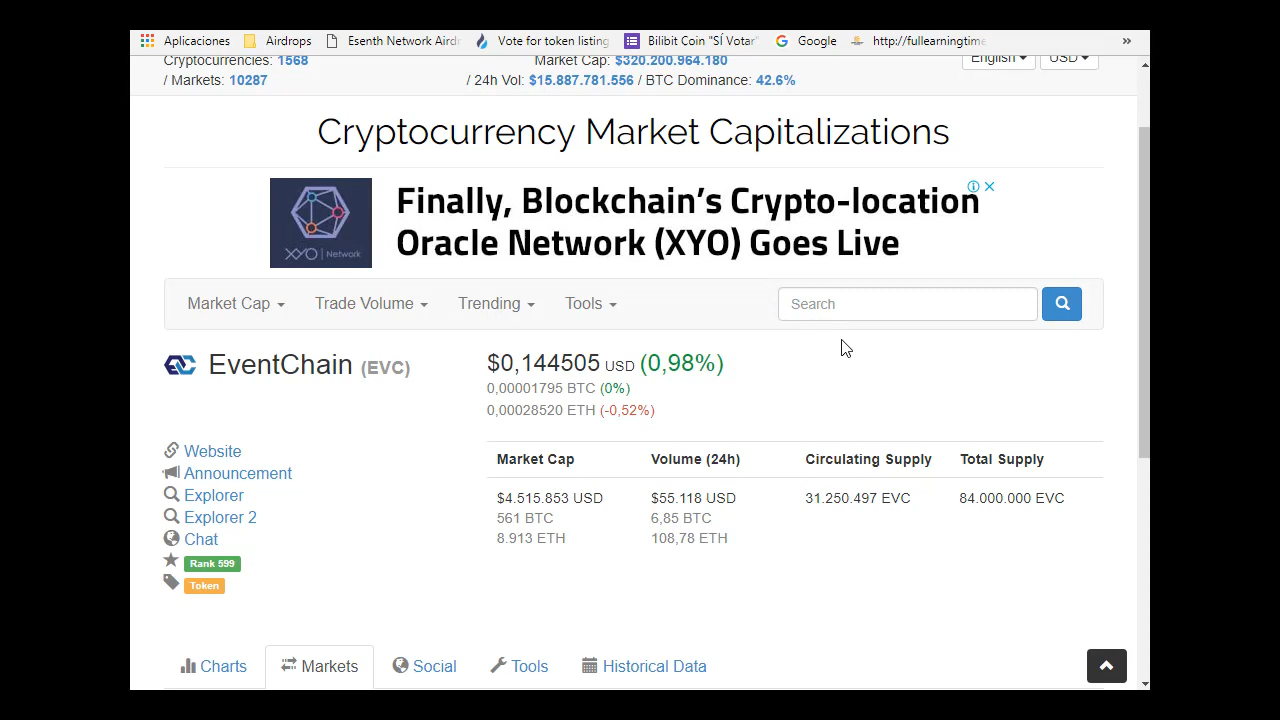 Aplicaciones Airdrops Esenth Network Airdr Vote for token listing Bilibit Coin "SÍ Votar" Google http://fullearningtime »
Cryptocurrencies: 1568 Market Cap: $320.200.964.180 English USD
/ Markets: 10287 / 24h Vol: $15.887.781.556 / BTC Dominance: 42.6%
Cryptocurrency Market Capitalizations
Finally, Blockchain's Crypto-location
Oracle Network (XYO) Goes Live
XYO | Network
Market Cap Trade Volume Trending Tools Search
EventChain (EVC) $0,144505 USD (0,98%)
0,00001795 BTC (0%)
0,00028520 ETH (-0,52%)
Website
Announcement
Explorer
Explorer 2
Chat
Rank 599
Token
Market Cap Volume (24h) Circulating Supply Total Supply
$4.515.853 USD $55.118 USD 31.250.497 EVC 84.000.000 EVC
561 BTC 6,85 BTC
8.913 ETH 108,78 ETH
Charts Markets Social Tools Historical Data